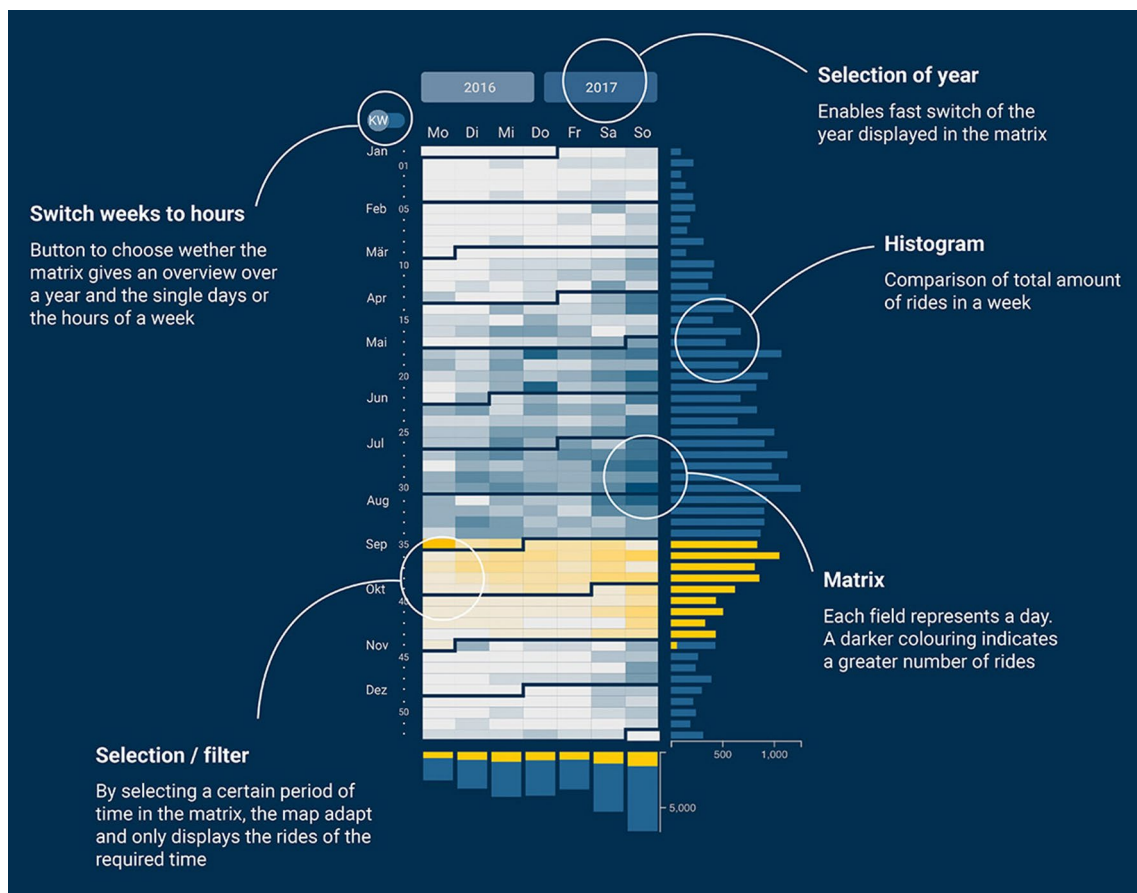 2016
2017
Selection of year
Enables fast switch of the
year displayed in the matrix
KW
Mo Di Mi Do Fr Sa So
Jan
01
Switch weeks to hours
Button to choose wether the
matrix gives an overview over
a year and the single days or
the hours of a week
Feb 05
Mär
10
Histogram
Comparison of total amount
of rides in a week
Apr
15
Mai
20
Jun
25
Jul
30
Aug
Sep 35
Okt
40
Nov
45
Dez
50
Matrix
Each field represents a day.
A darker colouring indicates
a greater number of rides
Selection / filter
By selecting a certain period of
time in the matrix, the map adapt
and only displays the rides of the
required time
500 1,000
5,000